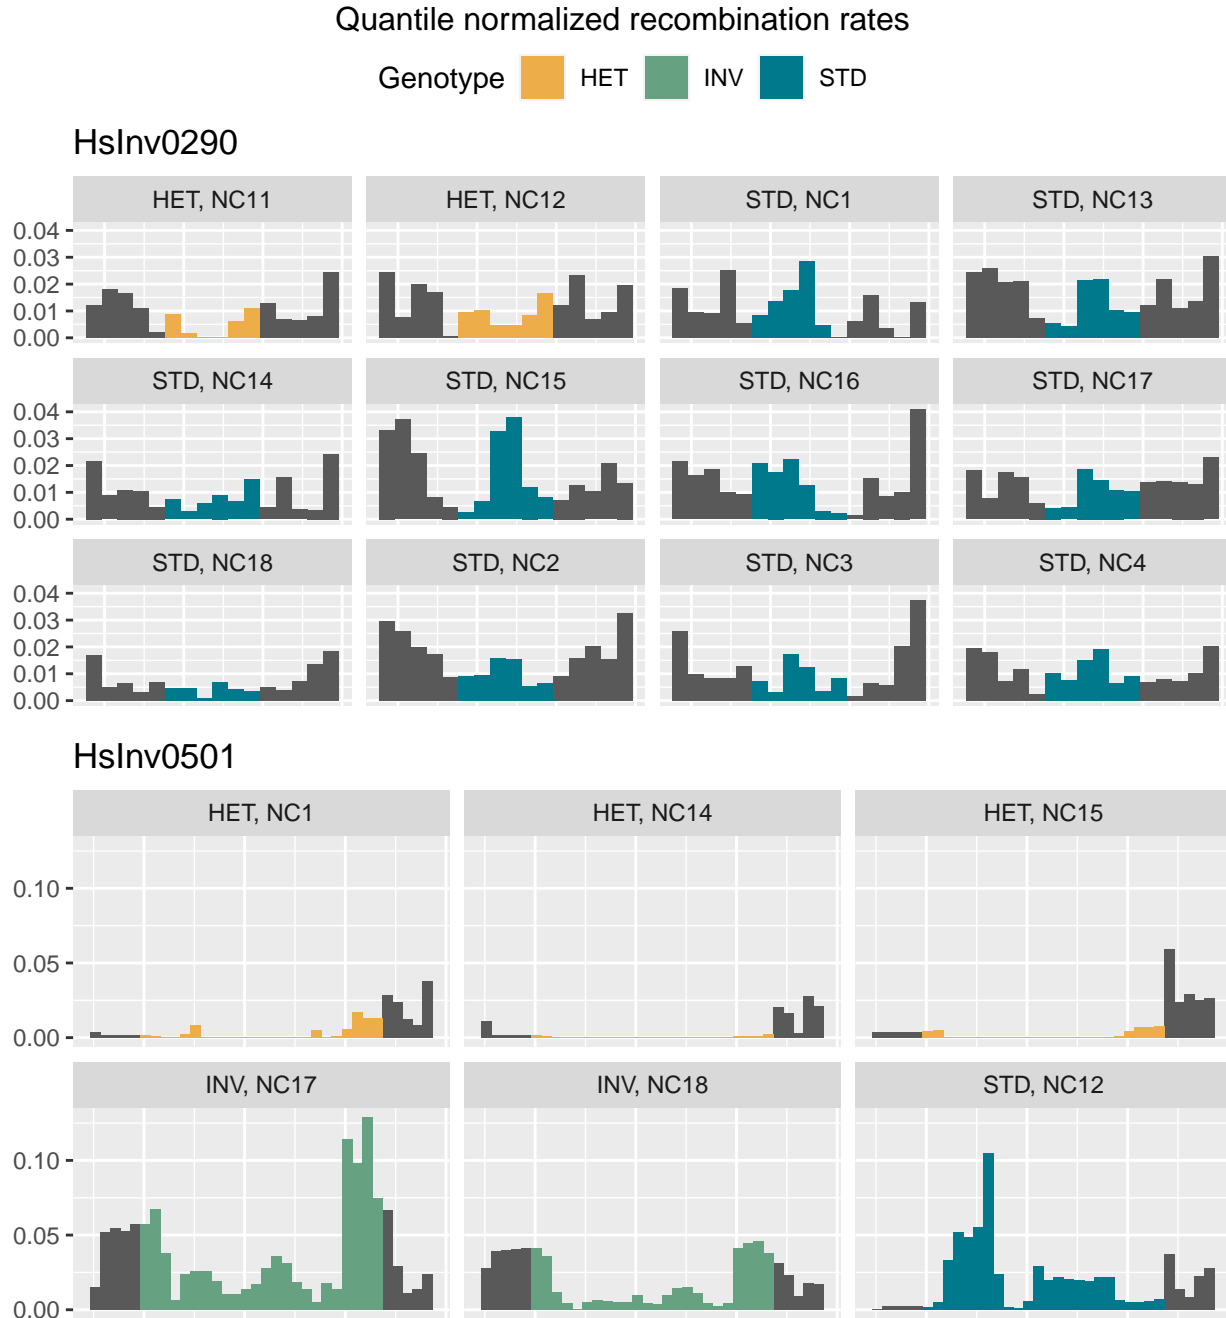 Quantile normalized recombination rates
Genotype HET INV STD
HsInv0290
HET, NC11 HET, NC12 STD, NC1 STD, NC13
0.04
0.03
0.02
0.01
0.00
STD, NC14 STD, NC15 STD, NC16 STD, NC17
0.04
0.03
0.02
0.01
0.00
STD, NC18 STD, NC2 STD, NC3 STD, NC4
0.04
0.03
0.02
0.01
0.00
HsInv0501
HET, NC1 HET, NC14 HET, NC15
0.10
0.05
0.00
INV, NC17 INV, NC18 STD, NC12
0.10
0.05
0.00